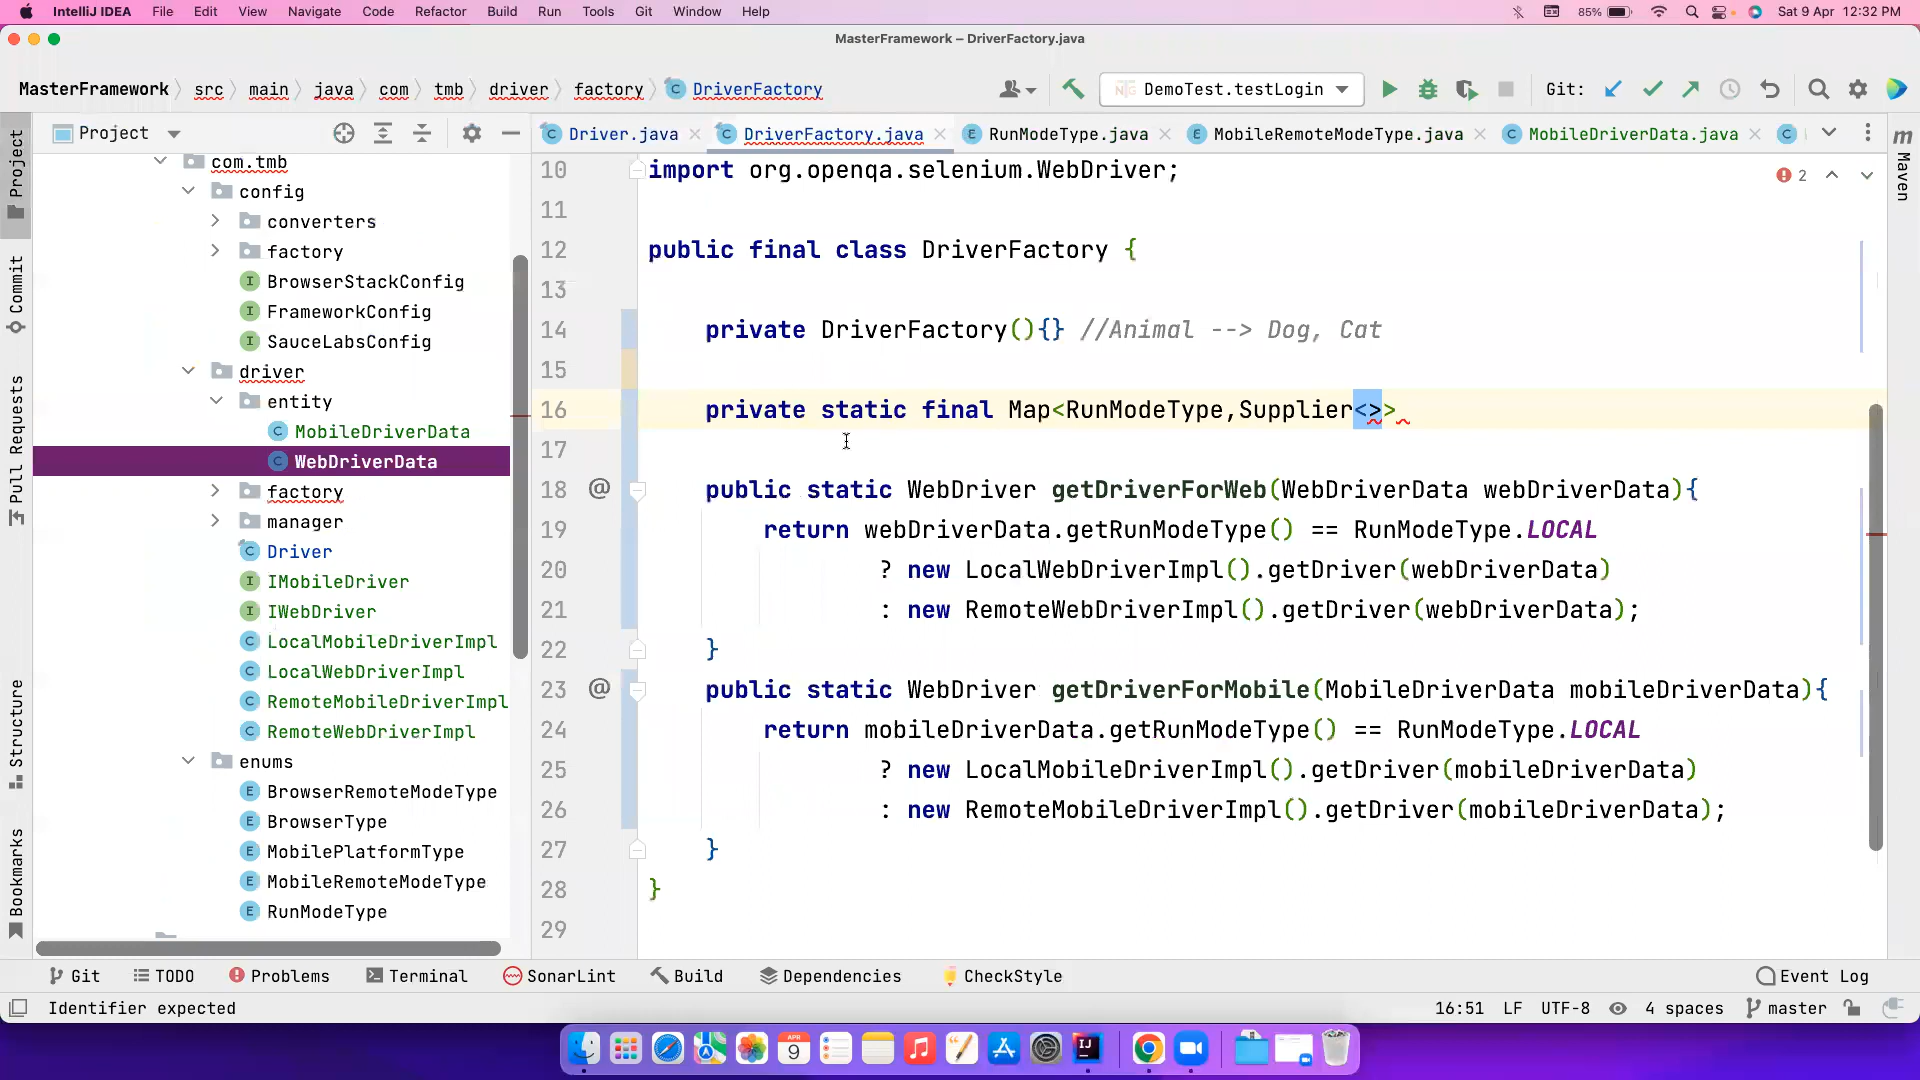 IntelliJ IDEA File Edit View Navigate Code Refactor Build Run Tools Git Window Help 85% Sat 9 Apr 12:32 PM
MasterFramework – DriverFactory.java
MasterFramework src main java com tmb driver factory DriverFactory DemoTest.testLogin Git:
Project
Driver.java DriverFactory.java RunModeType.java MobileRemoteModeType.java MobileDriverData.java
Project
Commit
Pull Requests
Structure
Bookmarks
com.tmb
config
converters
factory
BrowserStackConfig
FrameworkConfig
SauceLabsConfig
driver
entity
MobileDriverData
WebDriverData
factory
manager
Driver
IMobileDriver
IWebDriver
LocalMobileDriverImpl
LocalWebDriverImpl
RemoteMobileDriverImpl
RemoteWebDriverImpl
enums
BrowserRemoteModeType
BrowserType
MobilePlatformType
MobileRemoteModeType
RunModeType
10 import org.openqa.selenium.WebDriver;
11
12 public final class DriverFactory {
13
14 private DriverFactory(){} //Animal --> Dog, Cat
15
16 private static final Map<RunModeType,Supplier<>>
17
18 @ public static WebDriver getDriverForWeb(WebDriverData webDriverData){
19 return webDriverData.getRunModeType() == RunModeType.LOCAL
20 ? new LocalWebDriverImpl().getDriver(webDriverData)
21 : new RemoteWebDriverImpl().getDriver(webDriverData);
22 }
23 @ public static WebDriver getDriverForMobile(MobileDriverData mobileDriverData){
24 return mobileDriverData.getRunModeType() == RunModeType.LOCAL
25 ? new LocalMobileDriverImpl().getDriver(mobileDriverData)
26 : new RemoteMobileDriverImpl().getDriver(mobileDriverData);
27 }
28 }
29
2
m Maven
Git TODO Problems Terminal SonarLint Build Dependencies CheckStyle Event Log
Identifier expected 16:51 LF UTF-8 4 spaces master
APR
9
IJ